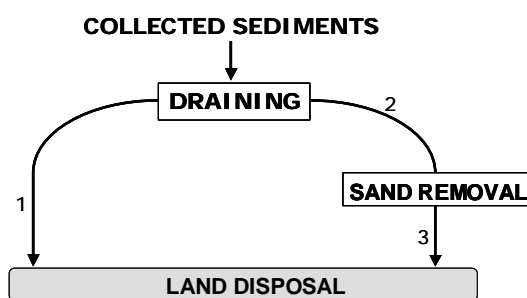 COLLECTED SEDIMENTS
DRAINING
2
SAND REMOVAL
1
3
LAND DISPOSAL